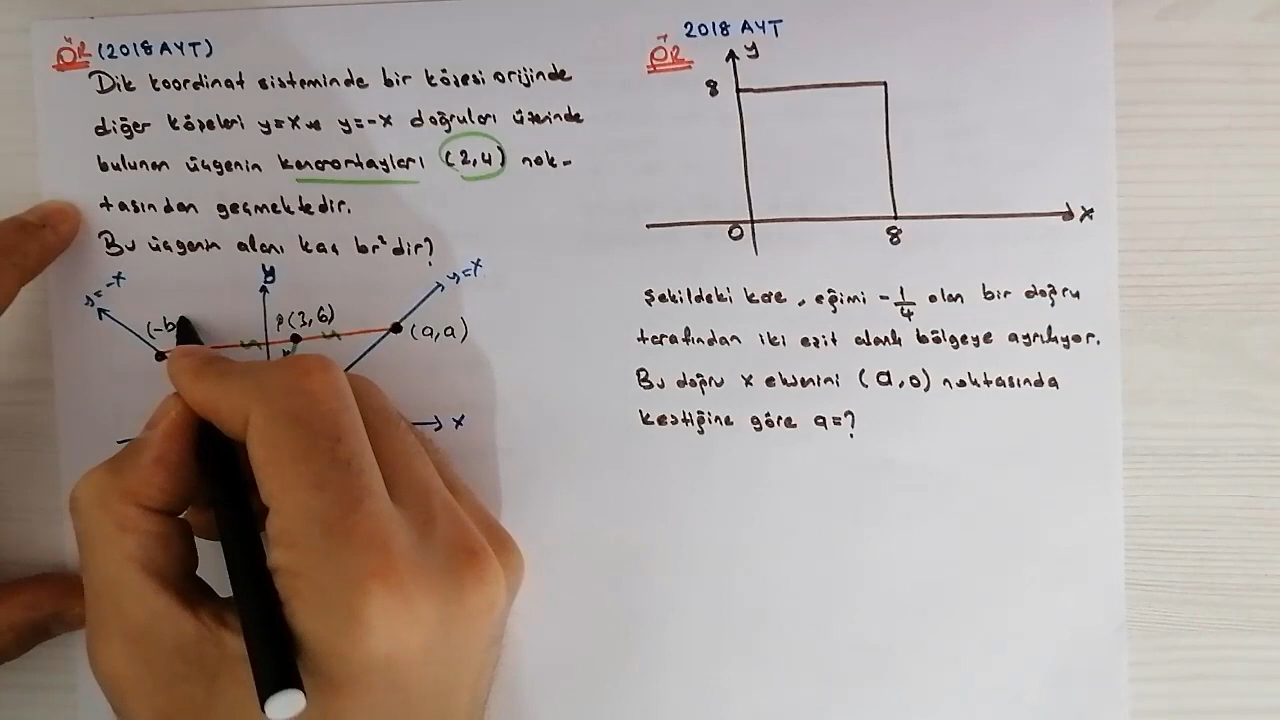 ÖR (2018 AYT)
Dik koordinat sisteminde bir köşesi orijinde
diğer köşeleri y=x ve y=-x doğruları üzerinde
bulunan üçgenin kenarortayları (2,4) nok-
tasından geçmektedir.
Bu üçgenin alanı kaç br² dir?
y=-x
y
y=x
(-b
P(3,6)
(a,a)
x
2018 AYT
ÖR
y
8
x
0
8
Şekildeki kare, eğimi -1/4 olan bir doğru
tarafından iki eşit alanlı bölgeye ayrılıyor.
Bu doğru x eksenini (a,0) noktasında
kestiğine göre a=?